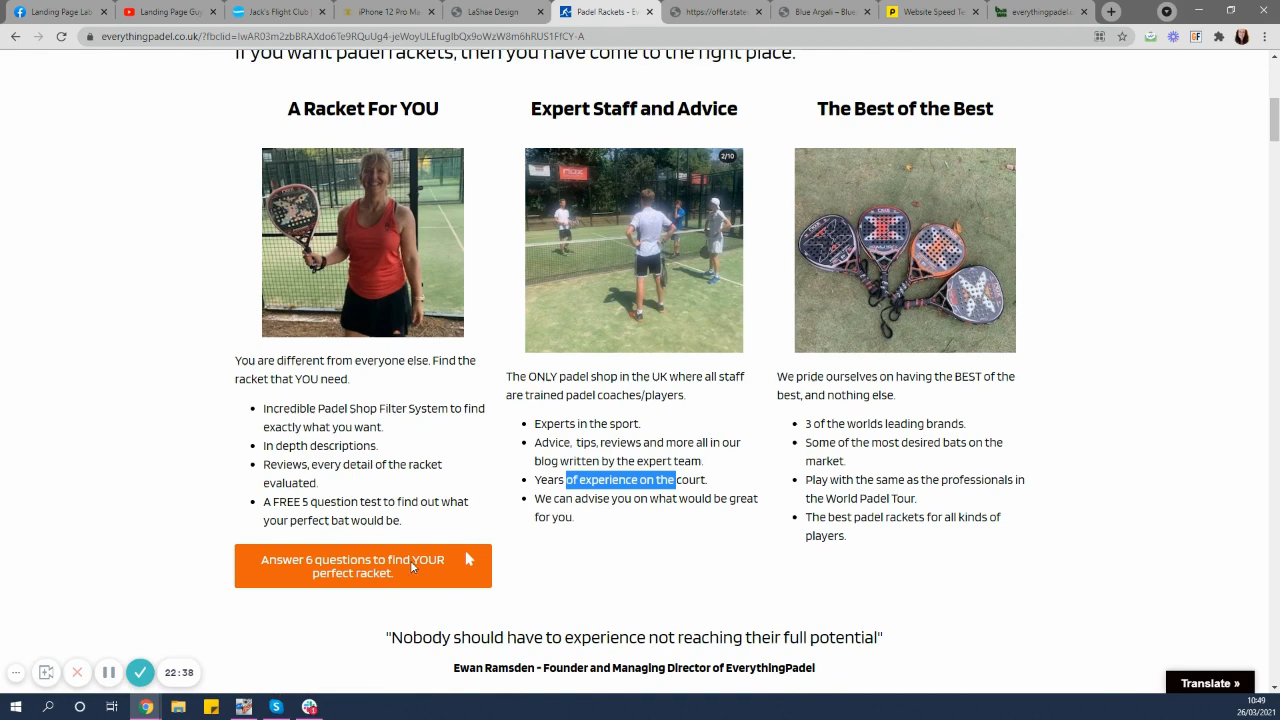 Landing Page Lab
Landing Page Guy
Jack's Flight Club
iPhone 12 Pro Ma
LaShae Design
Padel Rackets - E
https://offer.state
Blue Argali – Blue
Website Speed Te
everythingpadel.
everythingpadel.co.uk/?fbclid=IwAR03m2zbBRAXdo6Te9RQuUg4-jeWoyULEfugIbQx9oWzW8m6hRUS1FfCY-A
If you want padel rackets, then you have come to the right place.
A Racket For YOU
Expert Staff and Advice
The Best of the Best
2/10
You are different from everyone else. Find the
racket that YOU need.
Incredible Padel Shop Filter System to find
exactly what you want.
In depth descriptions.
Reviews, every detail of the racket
evaluated.
A FREE 5 question test to find out what
your perfect bat would be.
Answer 6 questions to find YOUR
perfect racket.
The ONLY padel shop in the UK where all staff
are trained padel coaches/players.
Experts in the sport.
Advice, tips, reviews and more all in our
blog written by the expert team.
Years of experience on the court.
We can advise you on what would be great
for you.
We pride ourselves on having the BEST of the
best, and nothing else.
3 of the worlds leading brands.
Some of the most desired bats on the
market.
Play with the same as the professionals in
the World Padel Tour.
The best padel rackets for all kinds of
players.
"Nobody should have to experience not reaching their full potential"
Ewan Ramsden - Founder and Managing Director of EverythingPadel
22:38
Translate »
10:49
26/03/2021